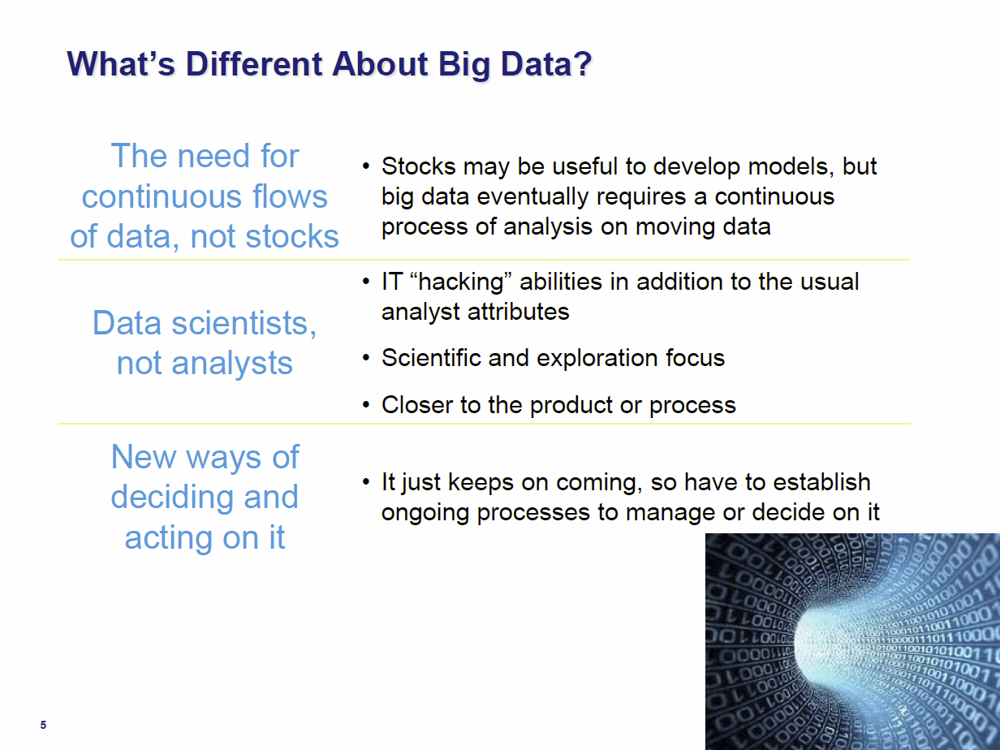 What’s Different About Big Data?
The need for
continuous flows
of data, not stocks
• Stocks may be useful to develop models, but
big data eventually requires a continuous
process of analysis on moving data
Data scientists,
not analysts
• IT “hacking” abilities in addition to the usual
analyst attributes
• Scientific and exploration focus
• Closer to the product or process
New ways of
deciding and
acting on it
• It just keeps on coming, so have to establish
ongoing processes to manage or decide on it
5